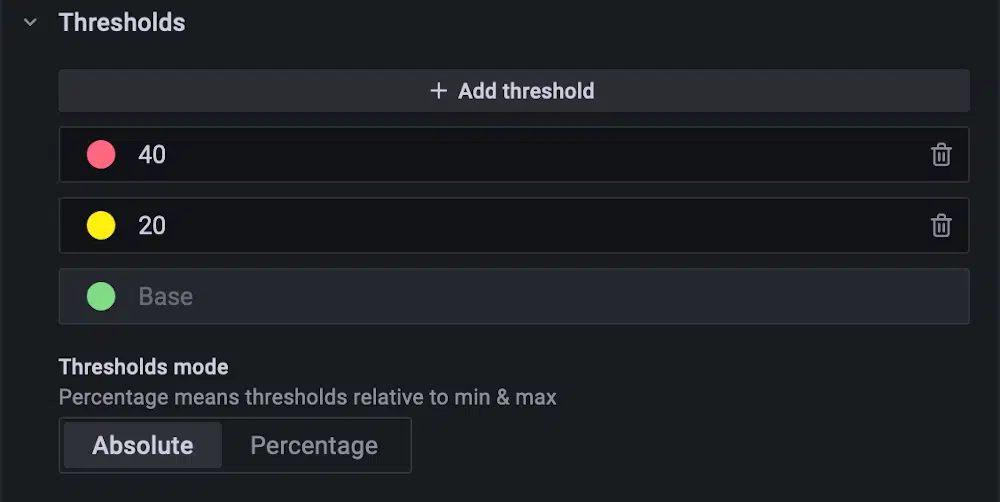 Thresholds
+ Add threshold
40
20
Base
Thresholds mode
Percentage means thresholds relative to min & max
Absolute Percentage